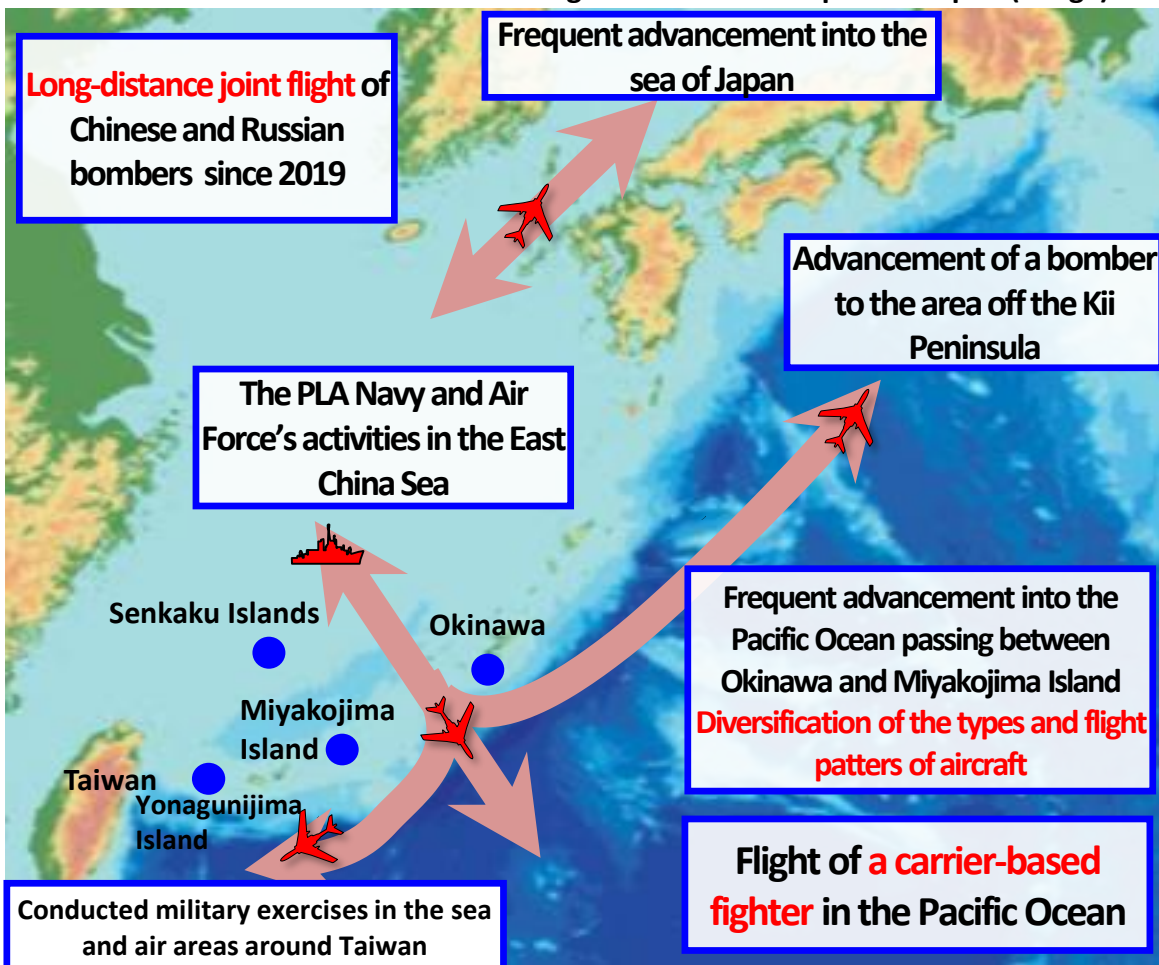 Frequent advancement into the
sea of Japan
Long-distance joint flight of
Chinese and Russian
bombers since 2019
Advancement of a bomber
to the area off the Kii
Peninsula
The PLA Navy and Air
Force's activities in the East
China Sea
Senkaku Islands
Okinawa
Frequent advancement into the
Pacific Ocean passing between
Okinawa and Miyakojima Island
Diversification of the types and flight
patters of aircraft
Miyakojima
Island
Taiwan
Yonagunijima
Island
Flight of a carrier-based
fighter in the Pacific Ocean
Conducted military exercises in the sea
and air areas around Taiwan